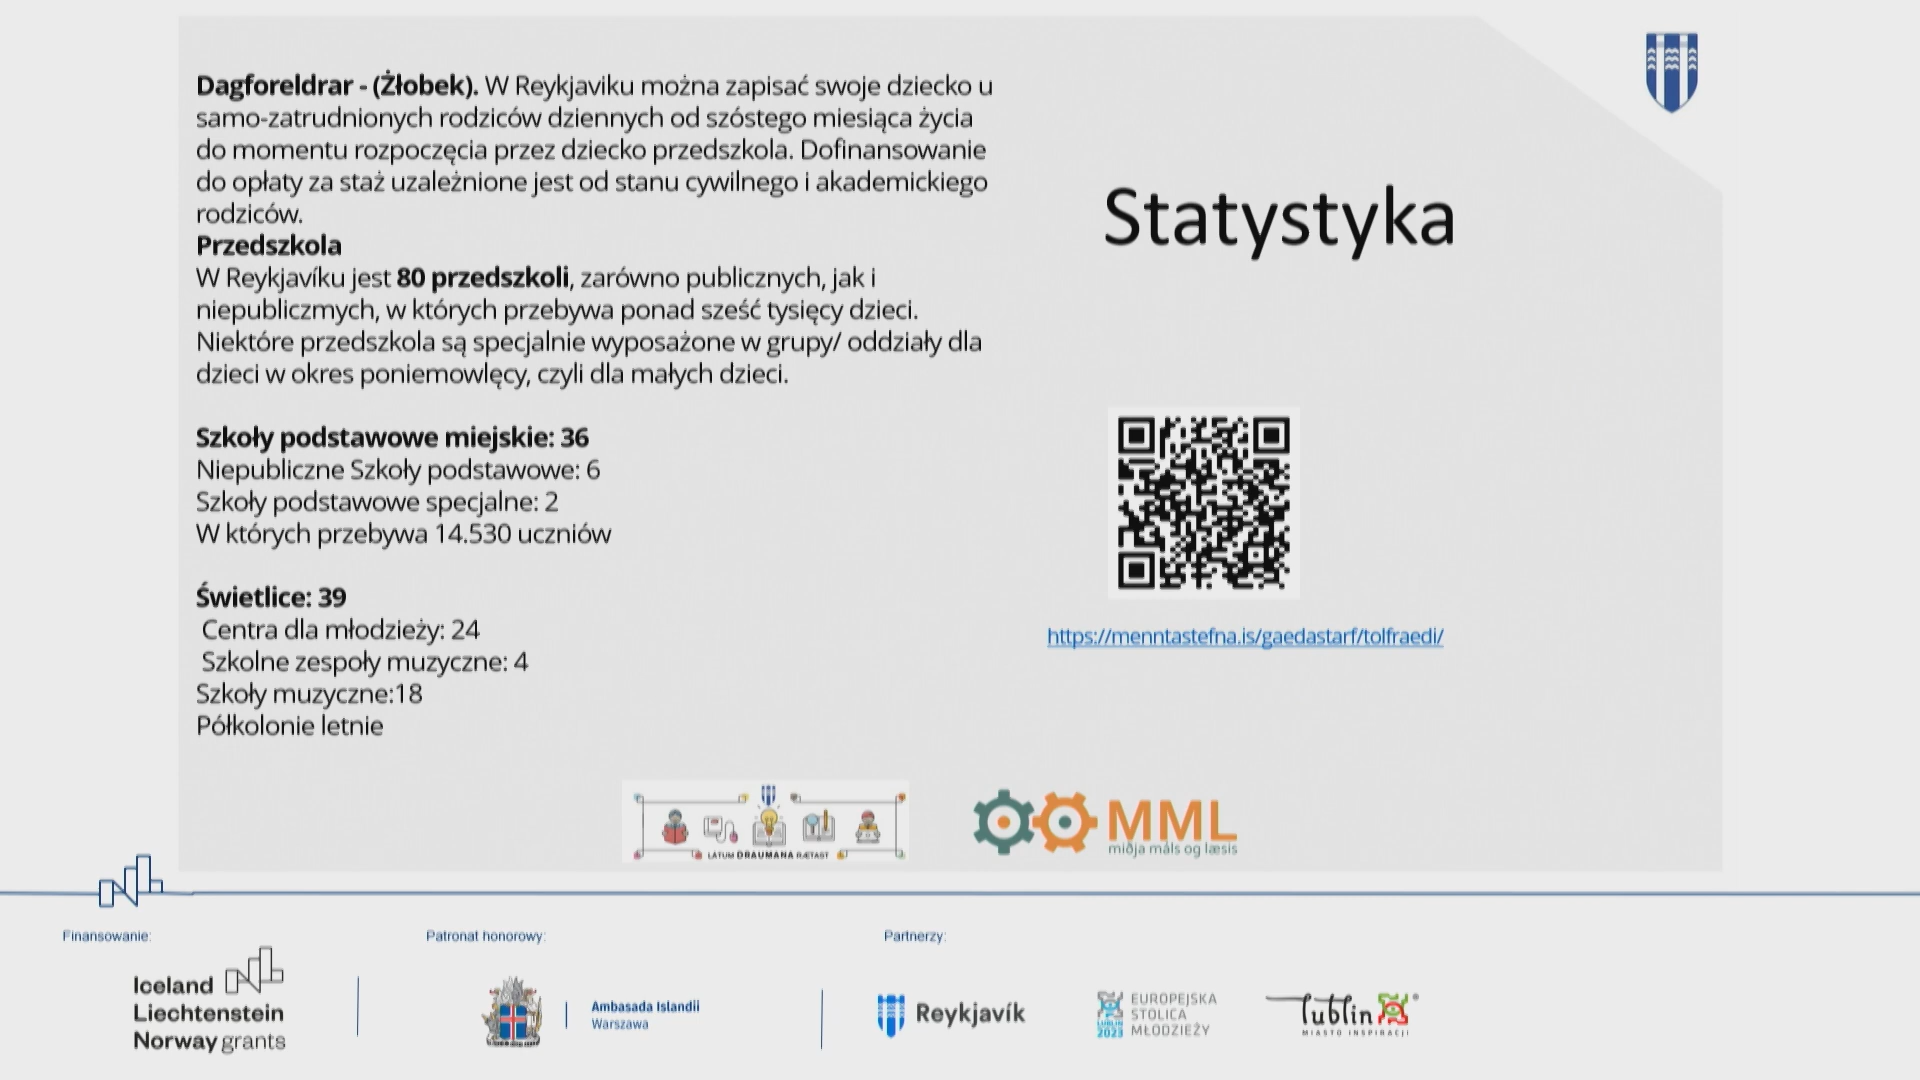 Dagforeldrar - (Żłobek). W Reykjaviku można zapisać swoje dziecko u
samo-zatrudnionych rodziców dziennych od szóstego miesiąca życia
do momentu rozpoczęcia przez dziecko przedszkola. Dofinansowanie
do opłaty za staż uzależnione jest od stanu cywilnego i akademickiego
rodziców.
Przedszkola
W Reykjavíku jest 80 przedszkoli, zarówno publicznych, jak i
niepubliczmych, w których przebywa ponad sześć tysięcy dzieci.
Niektóre przedszkola są specjalnie wyposażone w grupy/ oddziały dla
dzieci w okres poniemowlęcy, czyli dla małych dzieci.
Szkoły podstawowe miejskie: 36
Niepubliczne Szkoły podstawowe: 6
Szkoły podstawowe specjalne: 2
W których przebywa 14.530 uczniów
Świetlice: 39
Centra dla młodzieży: 24
Szkolne zespoły muzyczne: 4
Szkoły muzyczne:18
Półkolonie letnie
Statystyka
https://menntastefna.is/gaedastarf/tolfraedi/
LÁTUM DRAUMANA RÆTAST
MML
miðja máls og læsis
Finansowanie:
Iceland
Liechtenstein
Norway grants
Patronat honorowy:
Ambasada Islandii
Warszawa
Partnerzy:
Reykjavík
LUBLIN
2023
EUROPEJSKA
STOLICA
MŁODZIEŻY
lublin
MIASTO INSPIRACJI